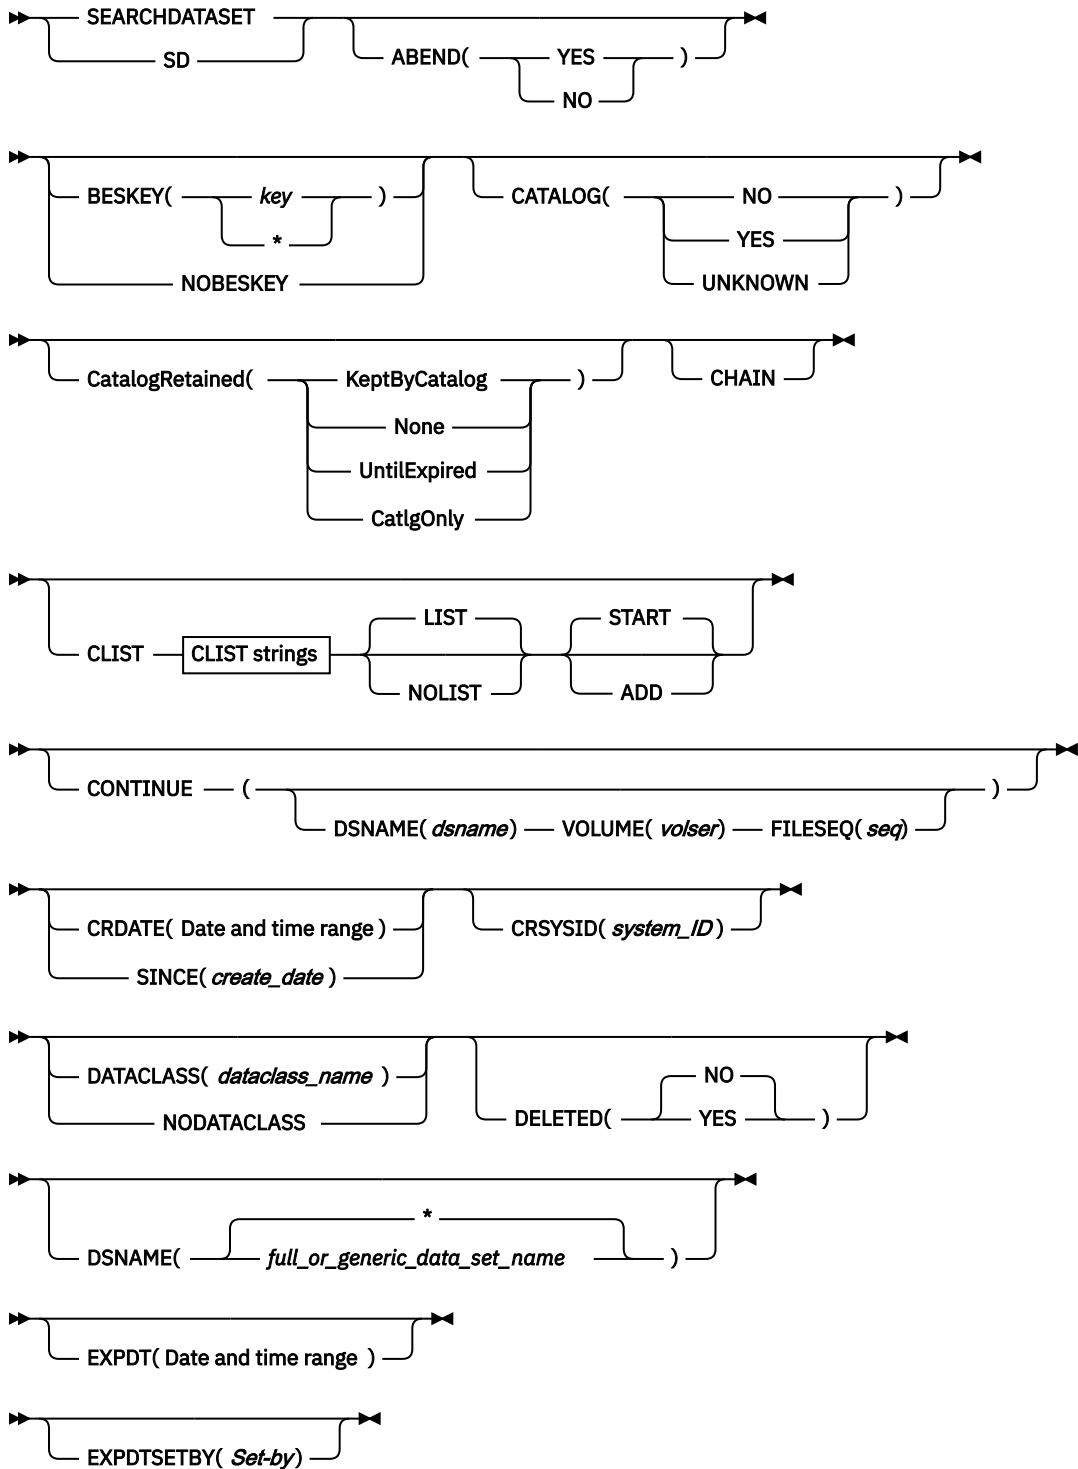 SEARCHDATASET
SD
ABEND( YES )
NO
BESKEY( key )
*
NOBESKEY
CATALOG( NO )
YES
UNKNOWN
CatalogRetained( KeptByCatalog )
None
UntilExpired
CatlgOnly
CHAIN
CLIST CLIST strings
LIST
NOLIST
START
ADD
CONTINUE ( )
DSNAME( dsname) VOLUME( volser) FILESEQ( seq)
CRDATE( Date and time range )
SINCE( create_date )
CRSYSID( system_ID )
DATACLASS( dataclass_name )
NODATACLASS
NO
DELETED( YES )
*
DSNAME( full_or_generic_data_set_name )
EXPDT( Date and time range )
EXPDTSETBY( Set-by)